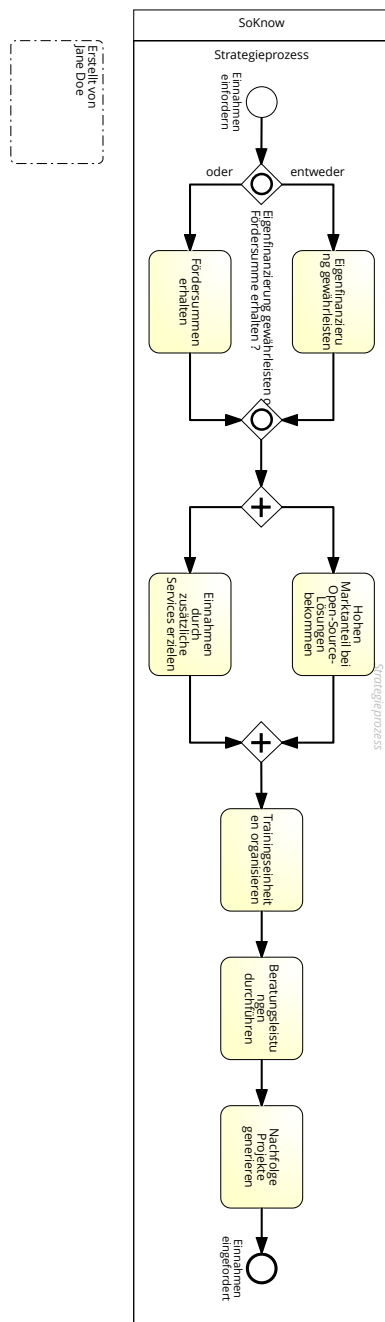 SoKnow
Strategieprozess
Erstellt von
Jane Doe
Einnahmen
einfordern
oder
entweder
Eigenfinanzierung gewährleisten o
Fördersumme erhalten ?
Fördersummen
erhalten
Eigenfinanzieru
ng gewährleisten
Einnahmen
durch
zusätzliche
Services erzielen
Hohen
Marktanteil bei
Open-Source-
Lösungen
bekommen
Strategieprozess
Trainingseinheit
en organisieren
Beratungsleistu
ngen
durchführen
Nachfolge
Projekte
generieren
Einnahmen
eingefordert